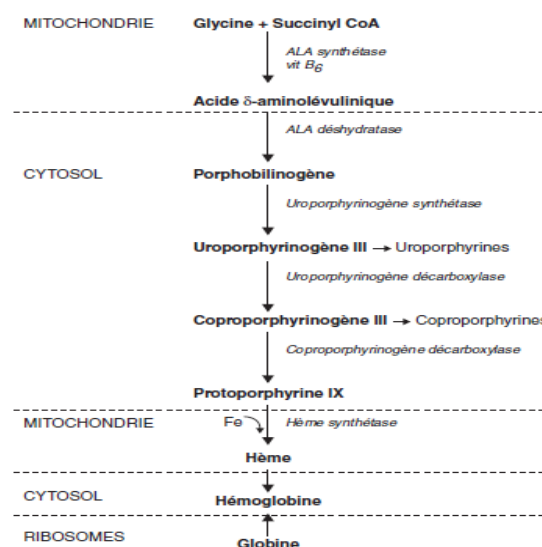 MITOCHONDRIE Glycine + Succinyl CoA
ALA synthétase
vit B6
Acide δ-aminolévulinique
ALA déshydratase
CYTOSOL Porphobilinogène
Uroporphyrinogène synthétase
Uroporphyrinogène III → Uroporphyrines
Uroporphyrinogène décarboxylase
Coproporphyrinogène III → Coproporphyrines
Coproporphyrinogène décarboxylase
Protoporphyrine IX
MITOCHONDRIE Fe Hème synthétase
Hème
CYTOSOL Hémoglobine
RIBOSOMES Globine